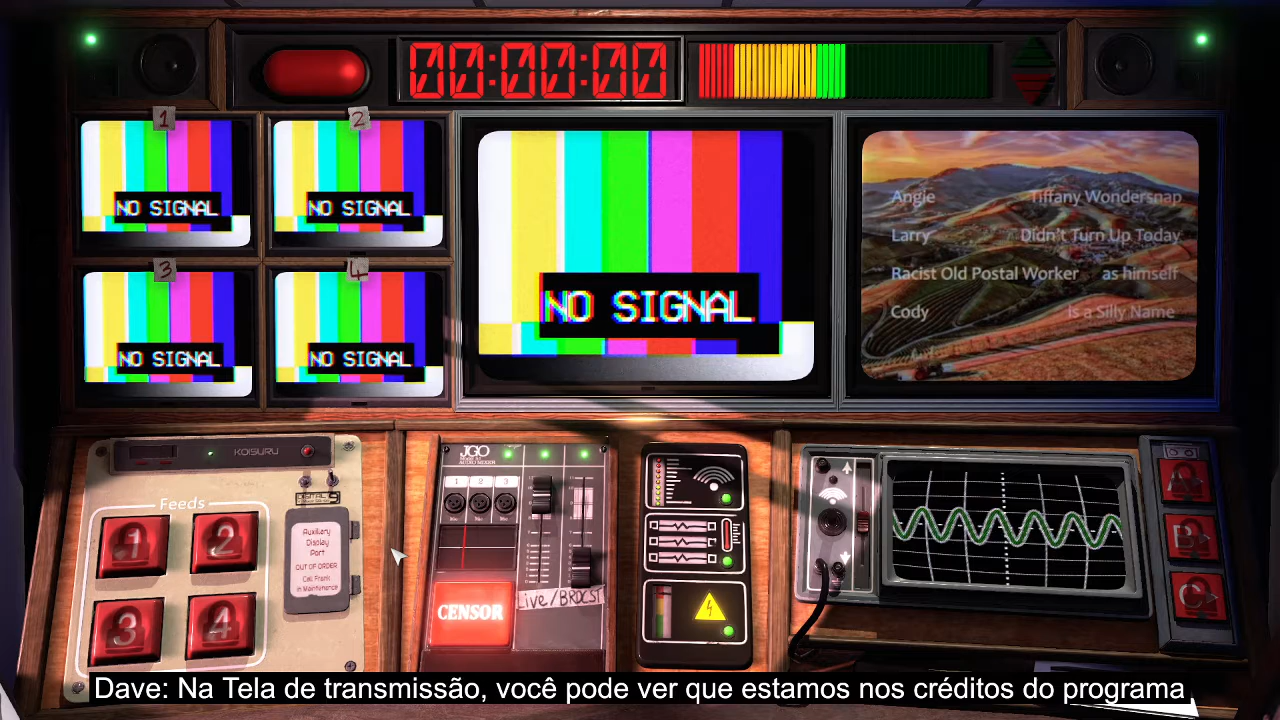 00:00:00
1
2
NO SIGNAL
NO SIGNAL
3
4
NO SIGNAL
NO SIGNAL
NO SIGNAL
Angie Tiffany Wondersnap
Larry Didn't Turn Up Today
Racist Old Postal Worker as himself
Cody is a Silly Name
KOISURU
Feeds
1
2
3
4
Auxiliary
Display
Port
OUT OF ORDER
Call Frank
in Maintenance
JGO
1 2 3
CENSOR
Live/BRDCST
A
B
C
Dave: Na Tela de transmissão, você pode ver que estamos nos créditos do programa